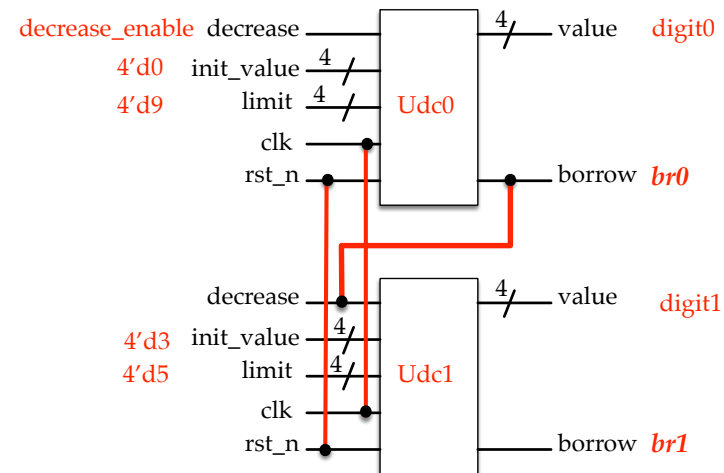 decrease_enable decrease 4 value digit0
4'd0 init_value 4
4'd9 limit 4 Udc0
clk
rst_n borrow br0
decrease 4 value digit1
4'd3 init_value 4
4'd5 limit 4 Udc1
clk
rst_n borrow br1